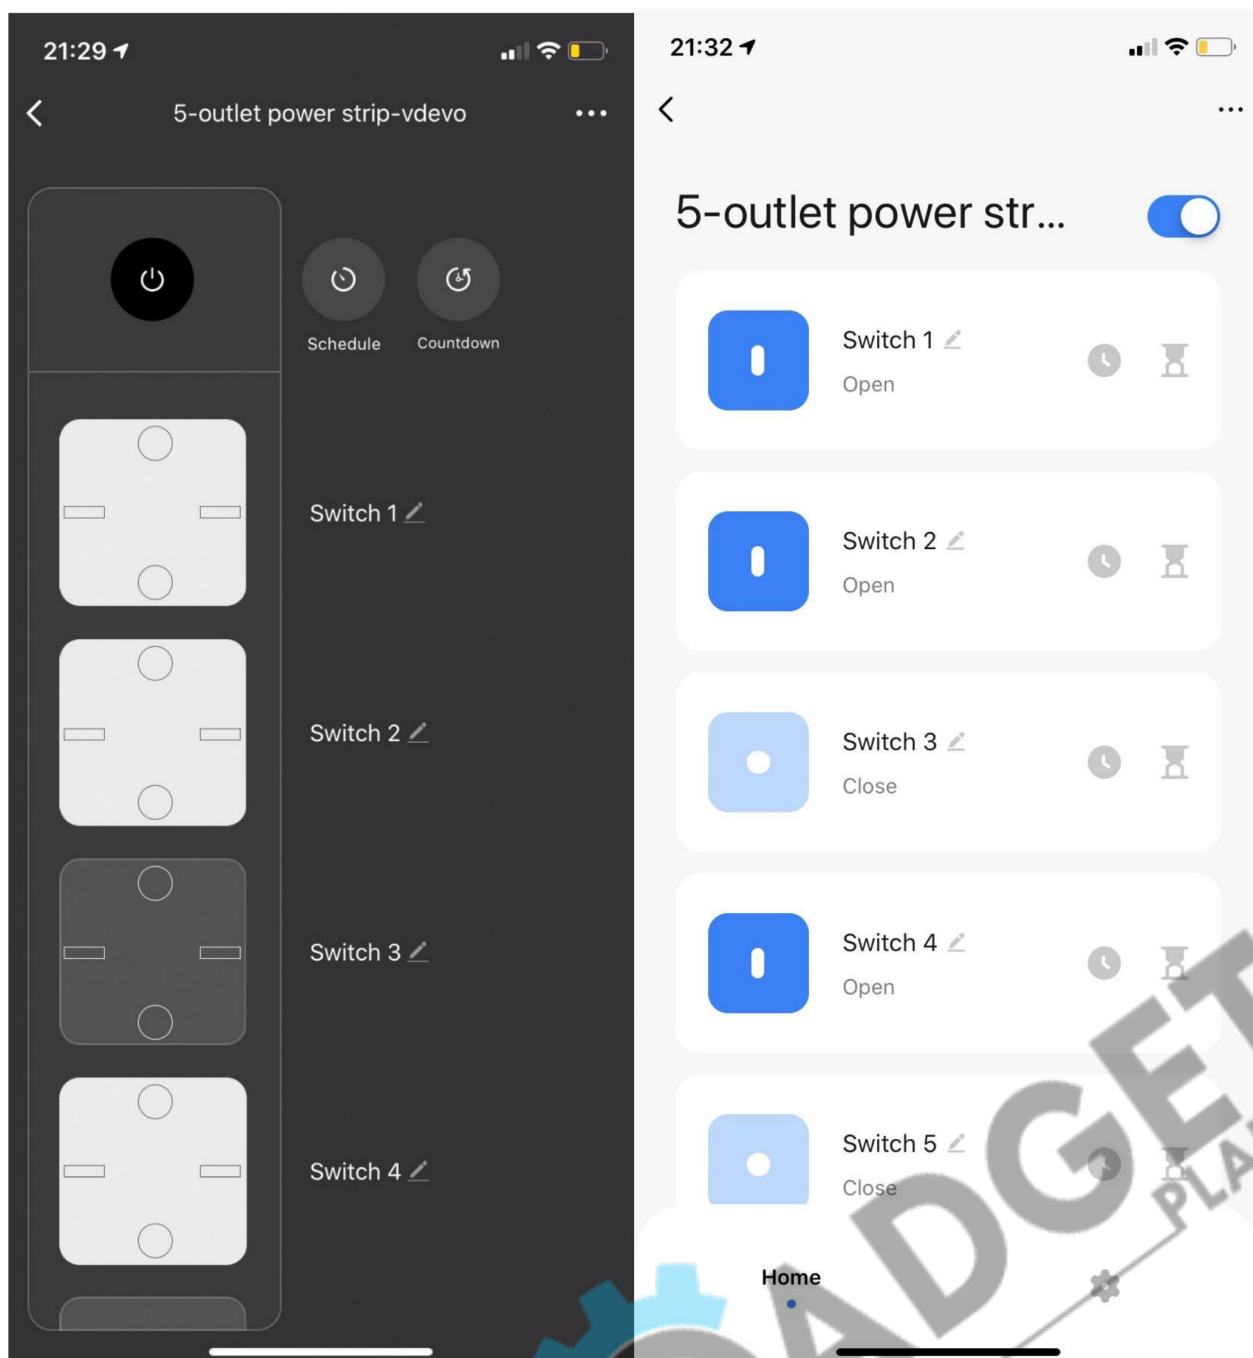 21:29
5-outlet power strip-vdevo
Schedule
Countdown
Switch 1
Switch 2
Switch 3
Switch 4
21:32
5-outlet power str...
Switch 1
Open
Switch 2
Open
Switch 3
Close
Switch 4
Open
Switch 5
Close
Home
ADGET